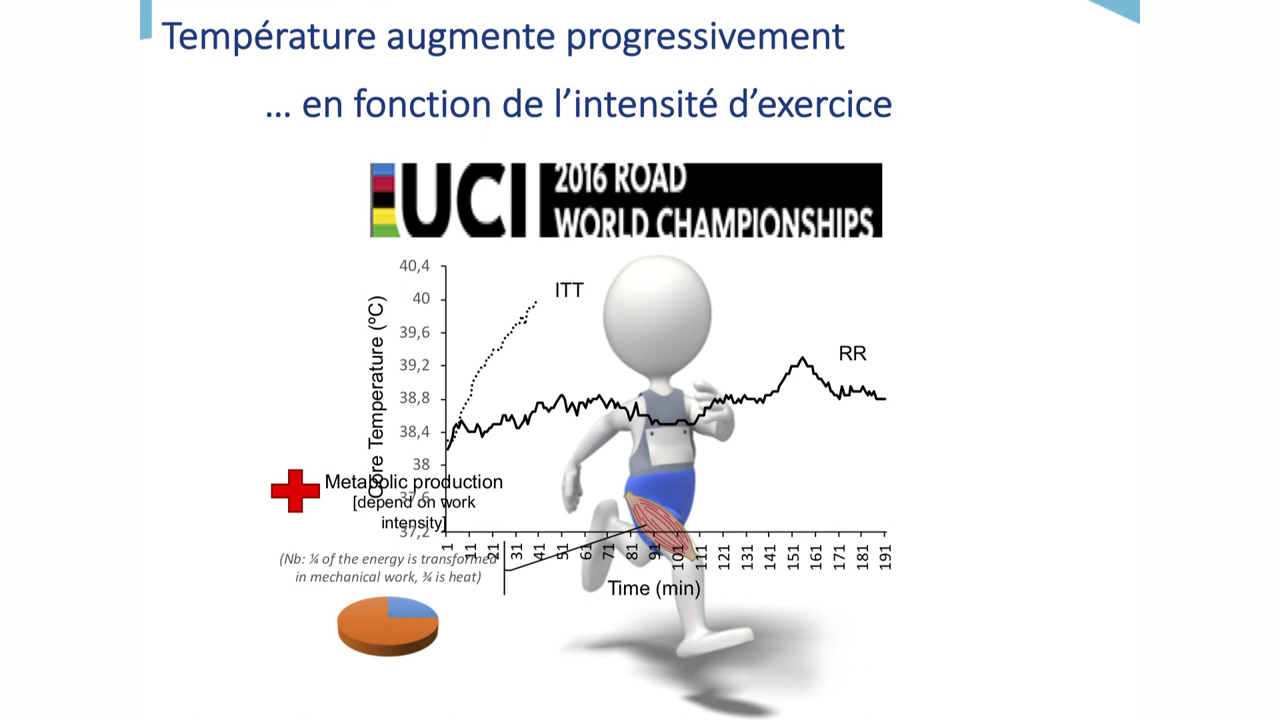 Température augmente progressivement
… en fonction de l’intensité d’exercice
UCI
2016 ROAD
WORLD CHAMPIONSHIPS
40,4
40
39,6
39,2
38,8
38,4
38
37,6
37,2
Core Temperature (ºC)
ITT
RR
Metabolic production
[depend on work
intensity]
(Nb: ¼ of the energy is transformed
in mechanical work, ¾ is heat)
1 11 21 31 41 51 61 71 81 91 101 111 121 131 141 151 161 171 181 191
Time (min)